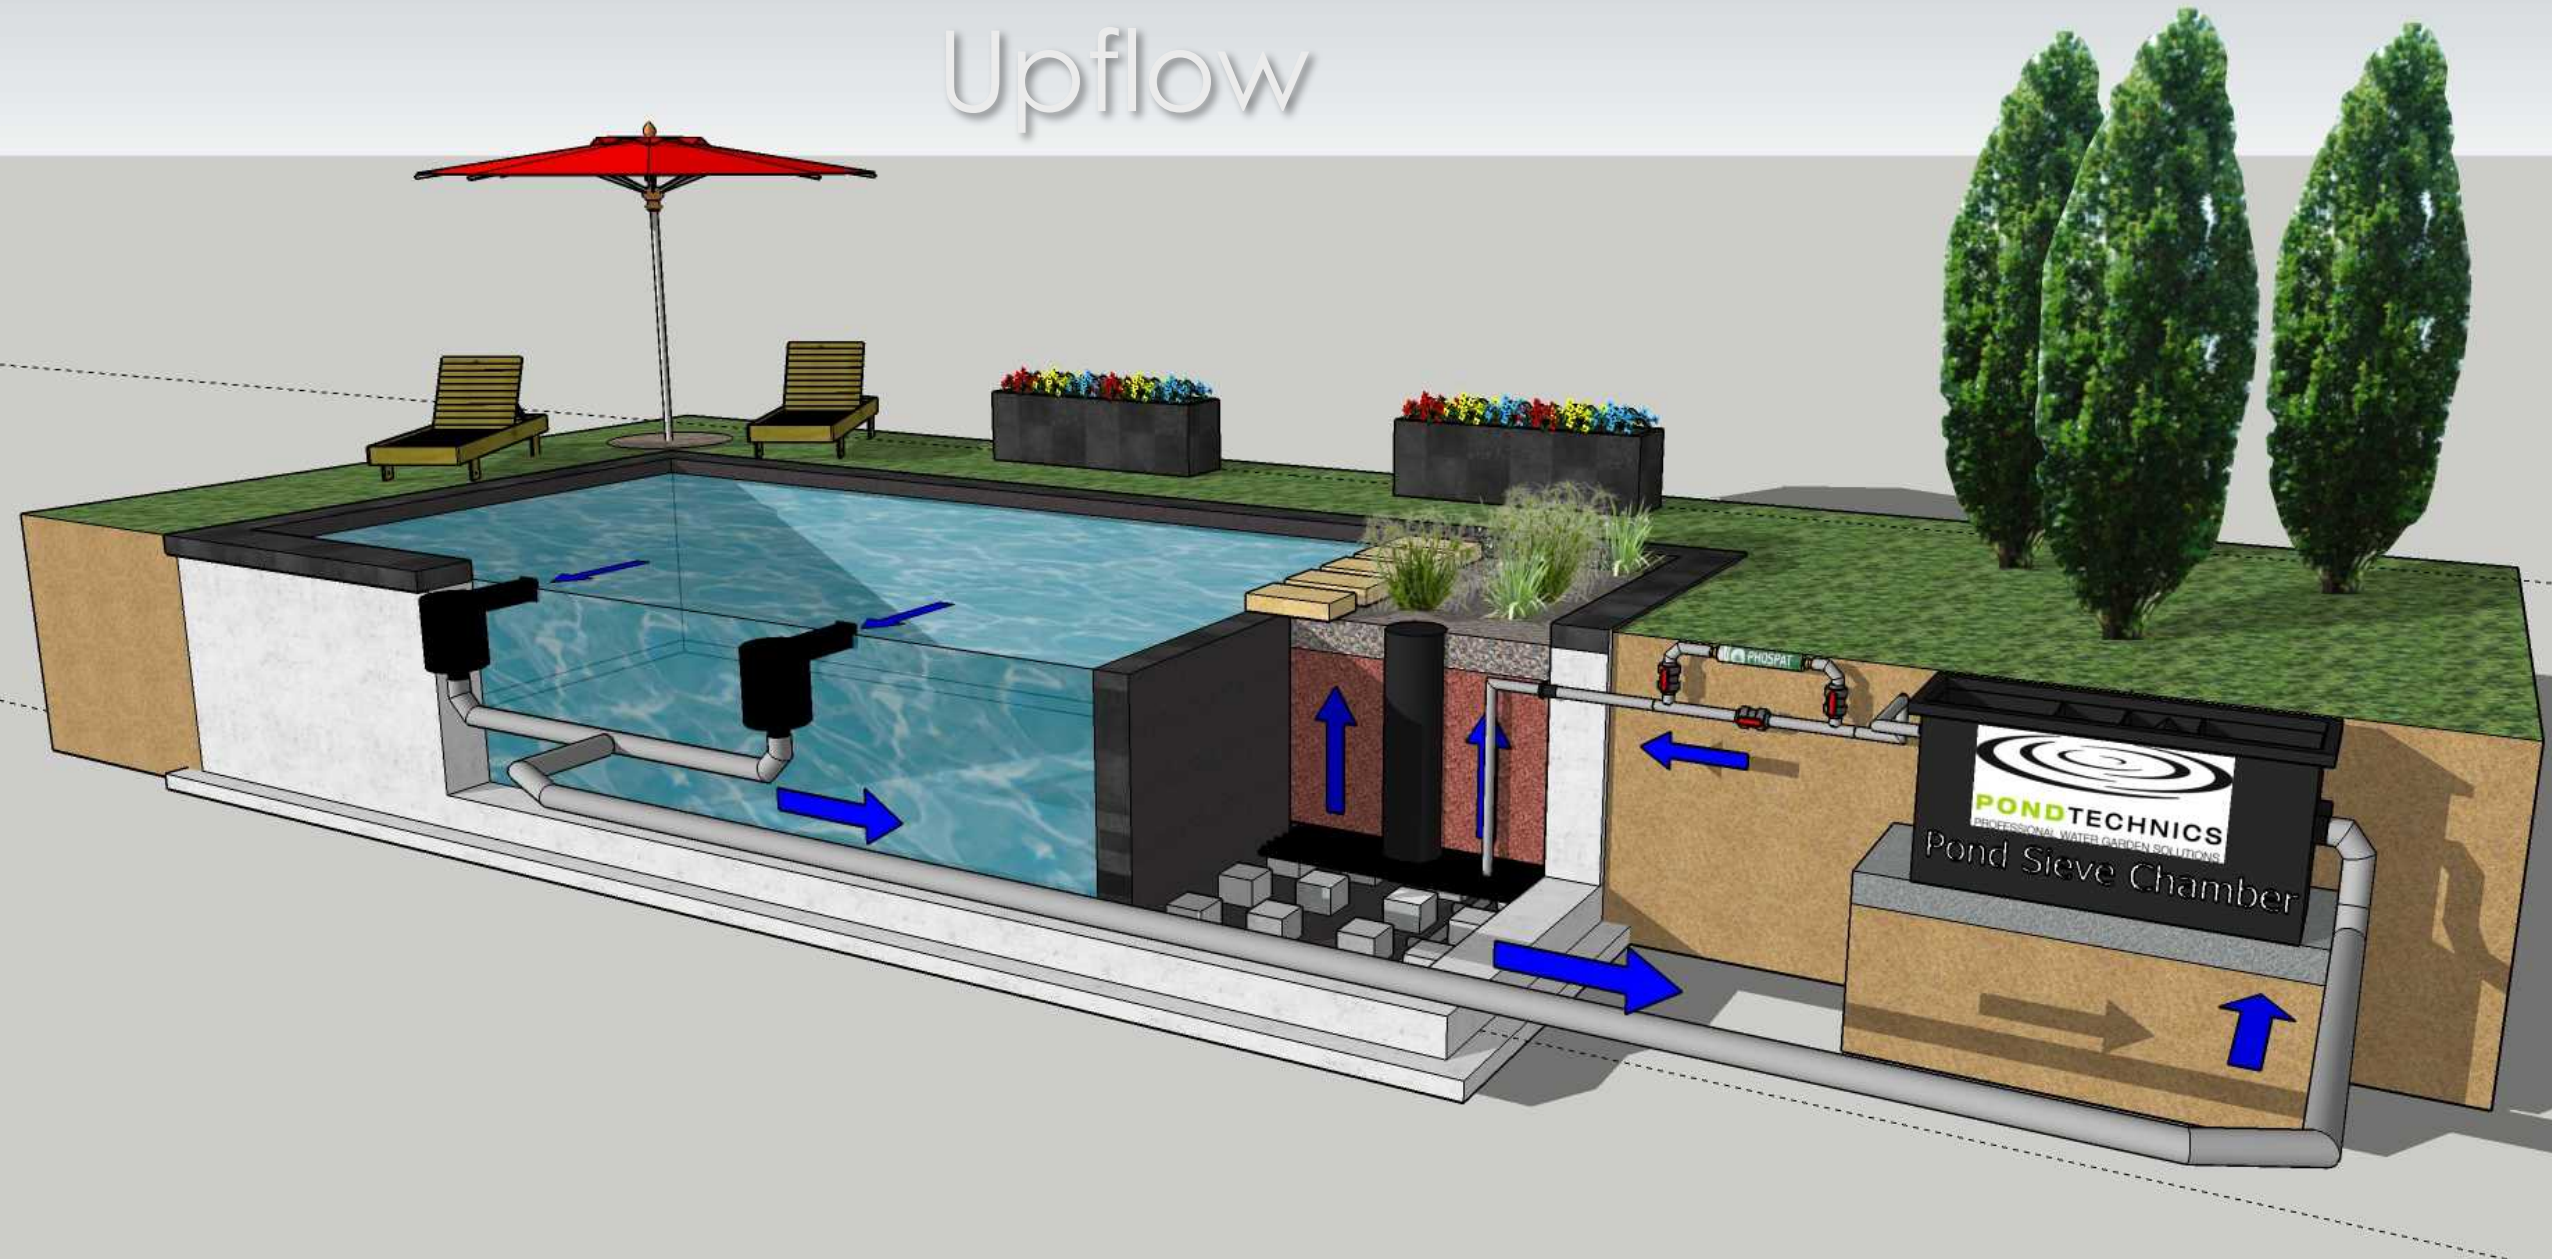 Upflow
PHOSPAT
PONDTECHNICS
PROFESSIONAL WATER GARDEN SOLUTIONS
Pond Sieve Chamber